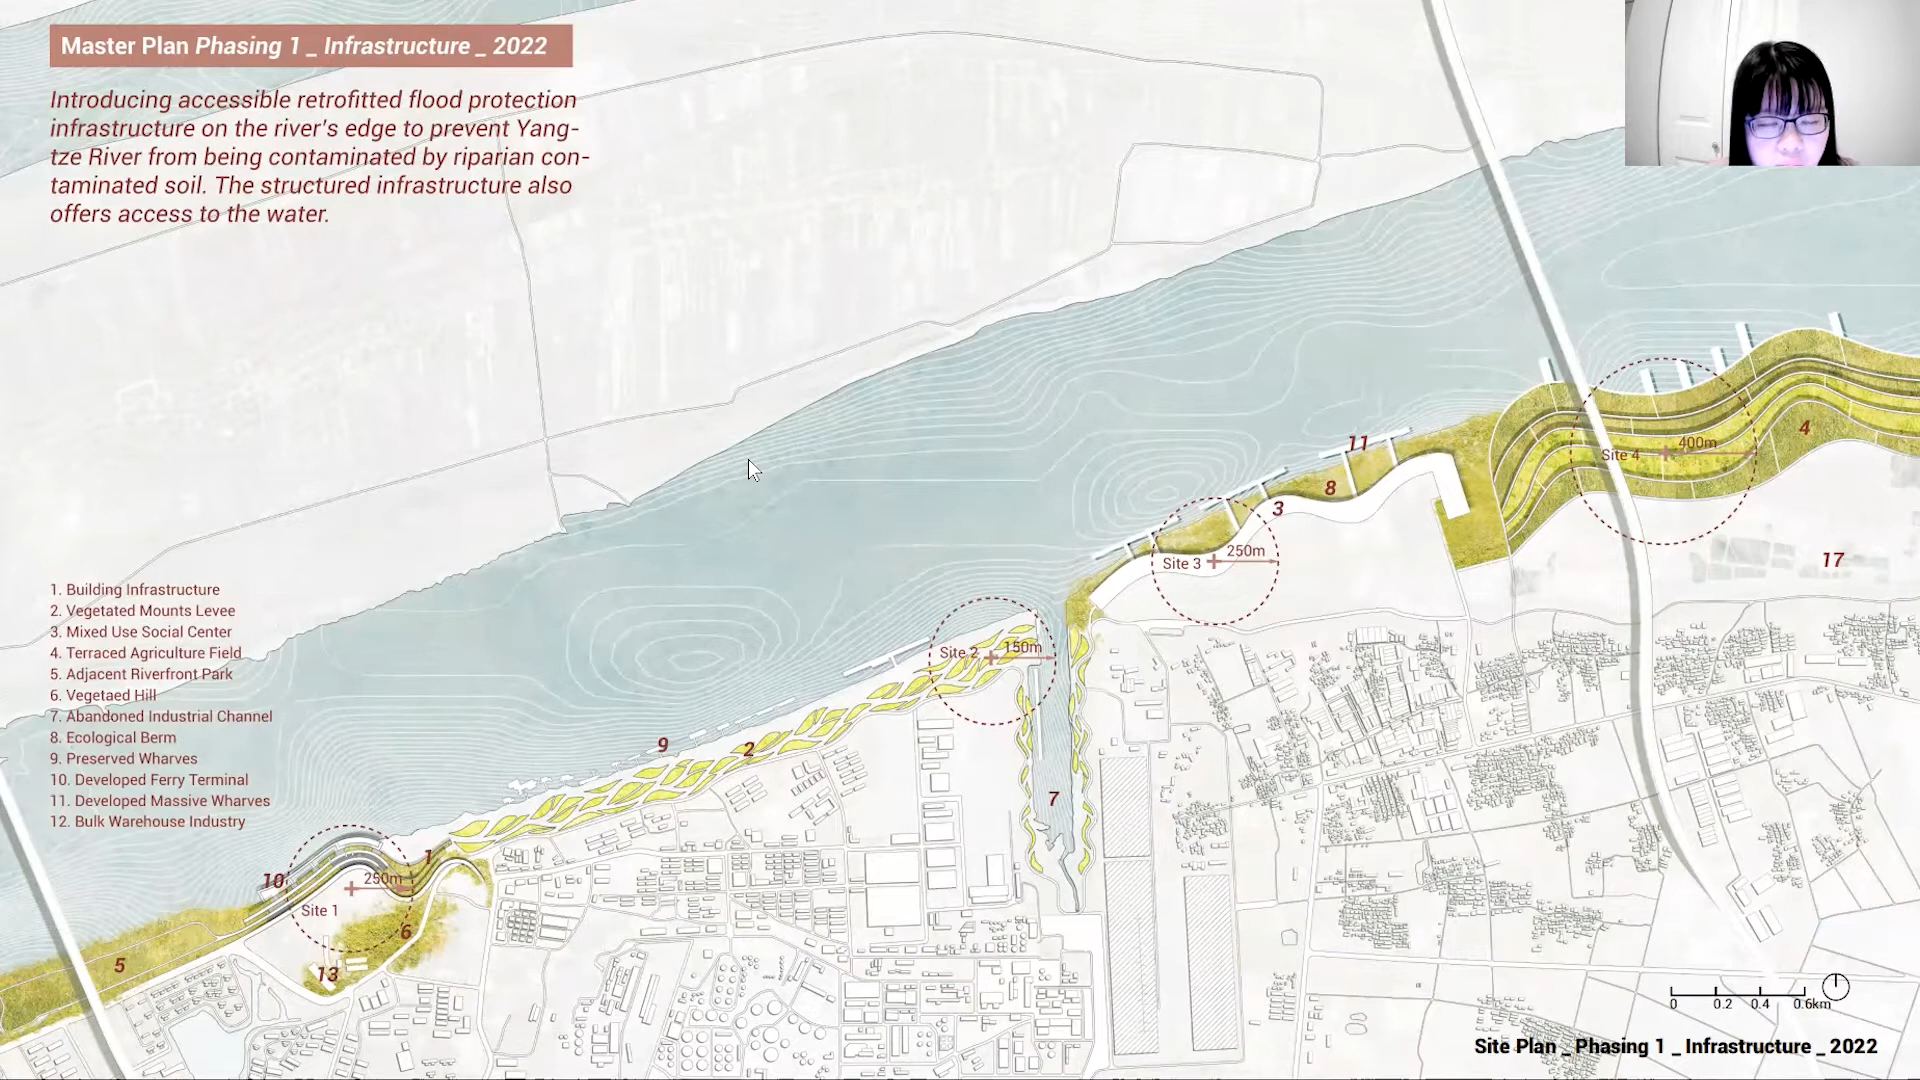 Master Plan Phasing 1 _ Infrastructure _ 2022
Introducing accessible retrofitted flood protection
infrastructure on the river's edge to prevent Yang-
tze River from being contaminated by riparian con-
taminated soil. The structured infrastructure also
offers access to the water.
11
4
400m
Site 4
8
3
17
250m
Site 3
1. Building Infrastructure
2. Vegetated Mounts Levee
3. Mixed Use Social Center
4. Terraced Agriculture Field
5. Adjacent Riverfront Park
6. Vegetaed Hill
7. Abandoned Industrial Channel
8. Ecological Berm
9. Preserved Wharves
10. Developed Ferry Terminal
11. Developed Massive Wharves
12. Bulk Warehouse Industry
Site 2
150m
9
2
7
1
10
250m
Site 1
6
5
13
0 0.2 0.4 0.6km
Site Plan _ Phasing 1 _ Infrastructure _ 2022